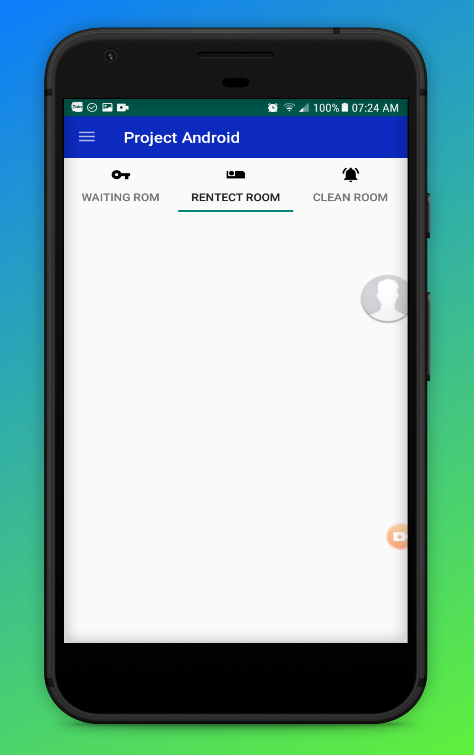 100% 07:24 AM
Project Android
WAITING ROM
RENTECT ROOM
CLEAN ROOM